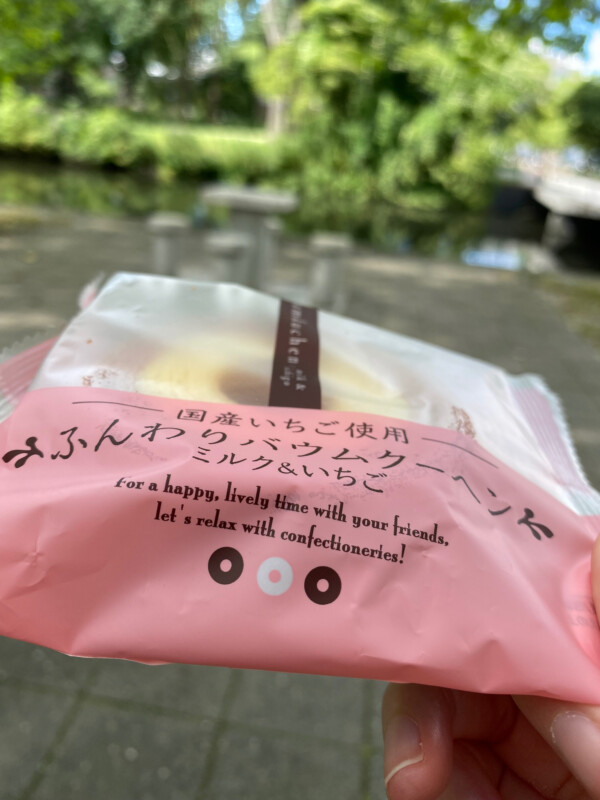 国産いちご使用
ふんわりバウムクーヘン
ミルク&いちご
For a happy, lively time with your friends,
let's relax with confectioneries!